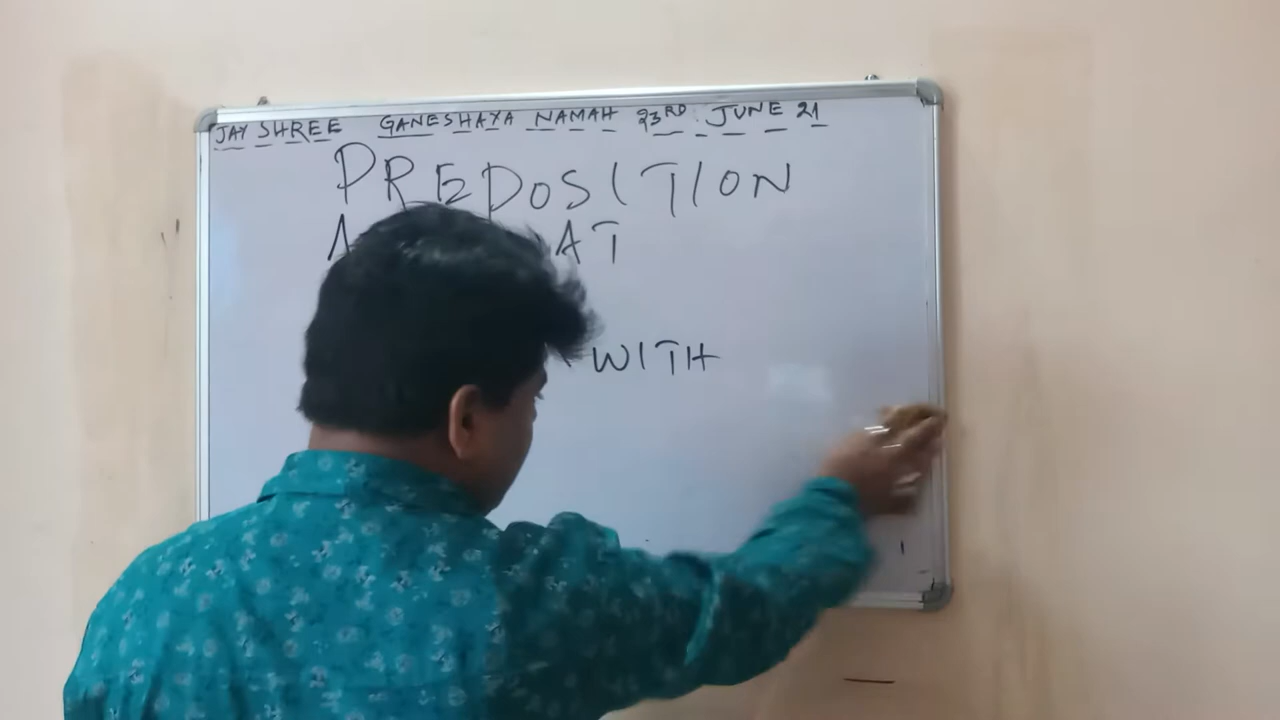 JAY SHREE GANESHAYA NAMAH 23RD JUNE 21
PREPOSITION
AT
WITH